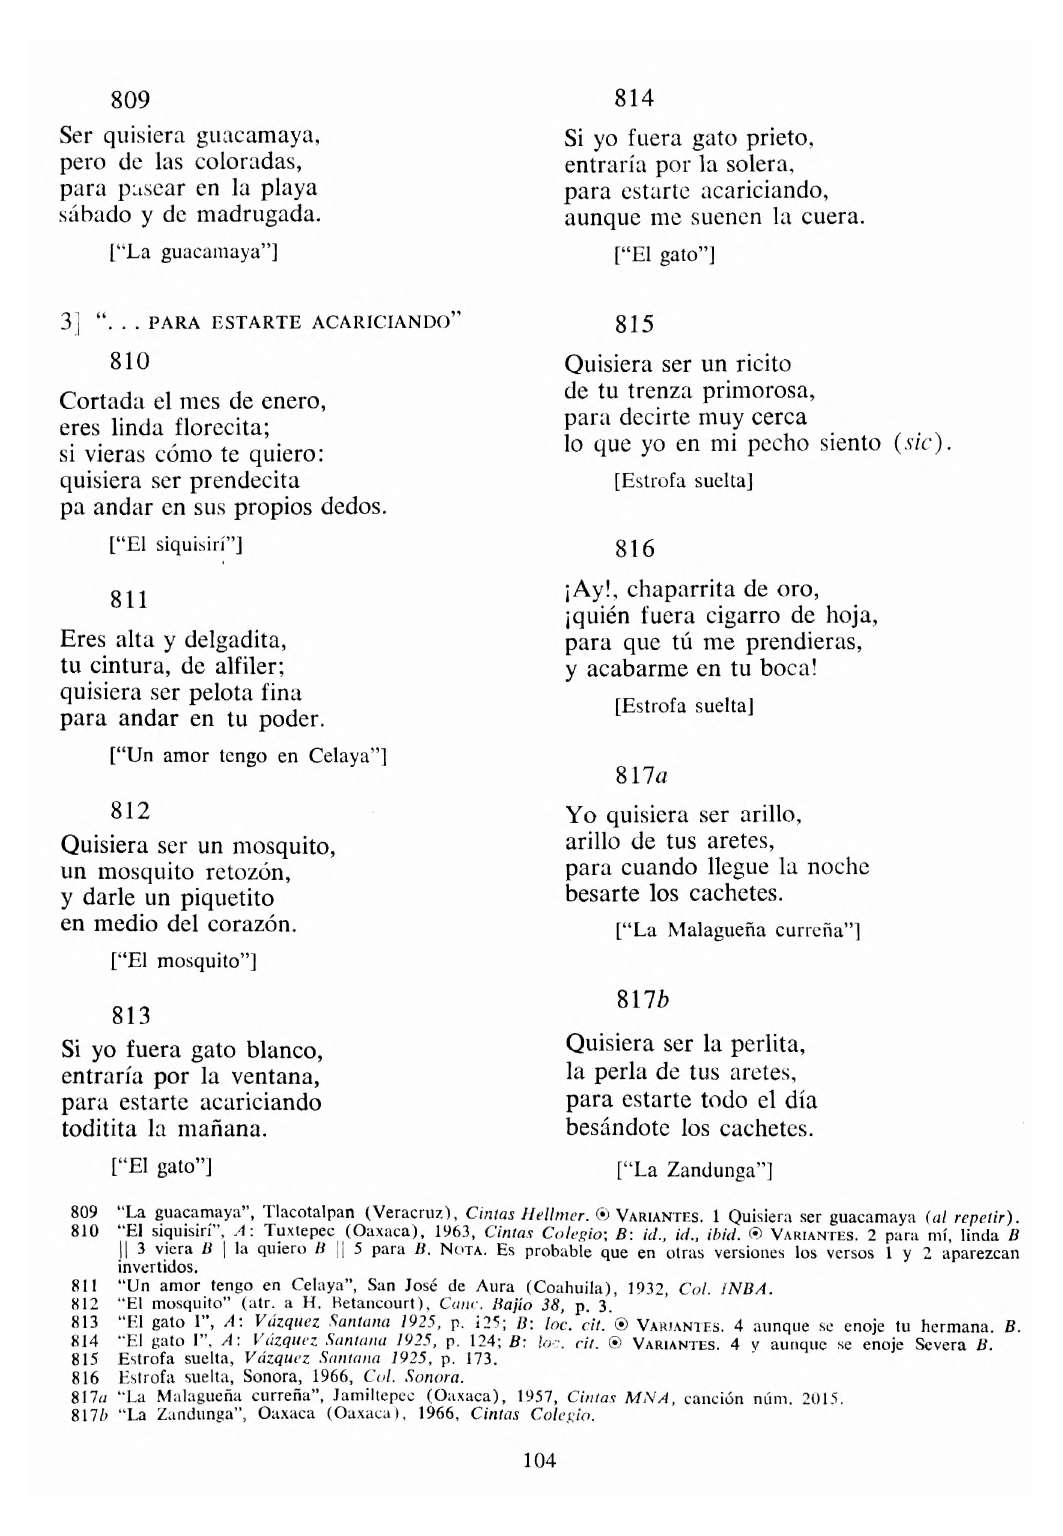 809
Ser quisiera guacamaya,
pero de las coloradas,
para pasear en la playa
sábado y de madrugada.
[“La guacamaya”]
3] “. . . PARA ESTARTE ACARICIANDO”
810
Cortada el mes de enero,
eres linda florecita;
si vieras cómo te quiero:
quisiera ser prendecita
pa andar en sus propios dedos.
[“El siquisirí”]
811
Eres alta y delgadita,
tu cintura, de alfiler;
quisiera ser pelota fina
para andar en tu poder.
[“Un amor tengo en Celaya”]
812
Quisiera ser un mosquito,
un mosquito retozón,
y darle un piquetito
en medio del corazón.
[“El mosquito”]
813
Si yo fuera gato blanco,
entraría por la ventana,
para estarte acariciando
toditita la mañana.
[“El gato”]
814
Si yo fuera gato prieto,
entraría por la solera,
para estarte acariciando,
aunque me suenen la cuera.
[“El gato”]
815
Quisiera ser un ricito
de tu trenza primorosa,
para decirte muy cerca
lo que yo en mi pecho siento (sic).
[Estrofa suelta]
816
¡Ay!, chaparrita de oro,
¡quién fuera cigarro de hoja,
para que tú me prendieras,
y acabarme en tu boca!
[Estrofa suelta]
817a
Yo quisiera ser arillo,
arillo de tus aretes,
para cuando llegue la noche
besarte los cachetes.
[“La Malagueña curreña”]
817b
Quisiera ser la perlita,
la perla de tus aretes,
para estarte todo el día
besándote los cachetes.
[“La Zandunga”]
809 “La guacamaya”, Tlacotalpan (Veracruz), Cintas Hellmer. ⦿ VARIANTES. 1 Quisiera ser guacamaya (al repetir).
810 “El siquisirí”, A: Tuxtepec (Oaxaca), 1963, Cintas Colegio; B: id., id., ibid. ⦿ VARIANTES. 2 para mí, linda B
|| 3 viera B | la quiero B || 5 para B. NOTA. Es probable que en otras versiones los versos 1 y 2 aparezcan
invertidos.
811 “Un amor tengo en Celaya”, San José de Aura (Coahuila), 1932, Col. INBA.
812 “El mosquito” (atr. a H. Betancourt), Canc. Bajío 38, p. 3.
813 “El gato I”, A: Vázquez Santana 1925, p. 125; B: loc. cit. ⦿ VARIANTES. 4 aunque se enoje tu hermana. B.
814 “El gato I”, A: Vázquez Santana 1925, p. 124; B: loc. cit. ⦿ VARIANTES. 4 y aunque se enoje Severa B.
815 Estrofa suelta, Vázquez Santana 1925, p. 173.
816 Estrofa suelta, Sonora, 1966, Col. Sonora.
817a “La Malagueña curreña”, Jamiltepec (Oaxaca), 1957, Cintas MNA, canción núm. 2015.
817b “La Zandunga”, Oaxaca (Oaxaca), 1966, Cintas Colegio.
104